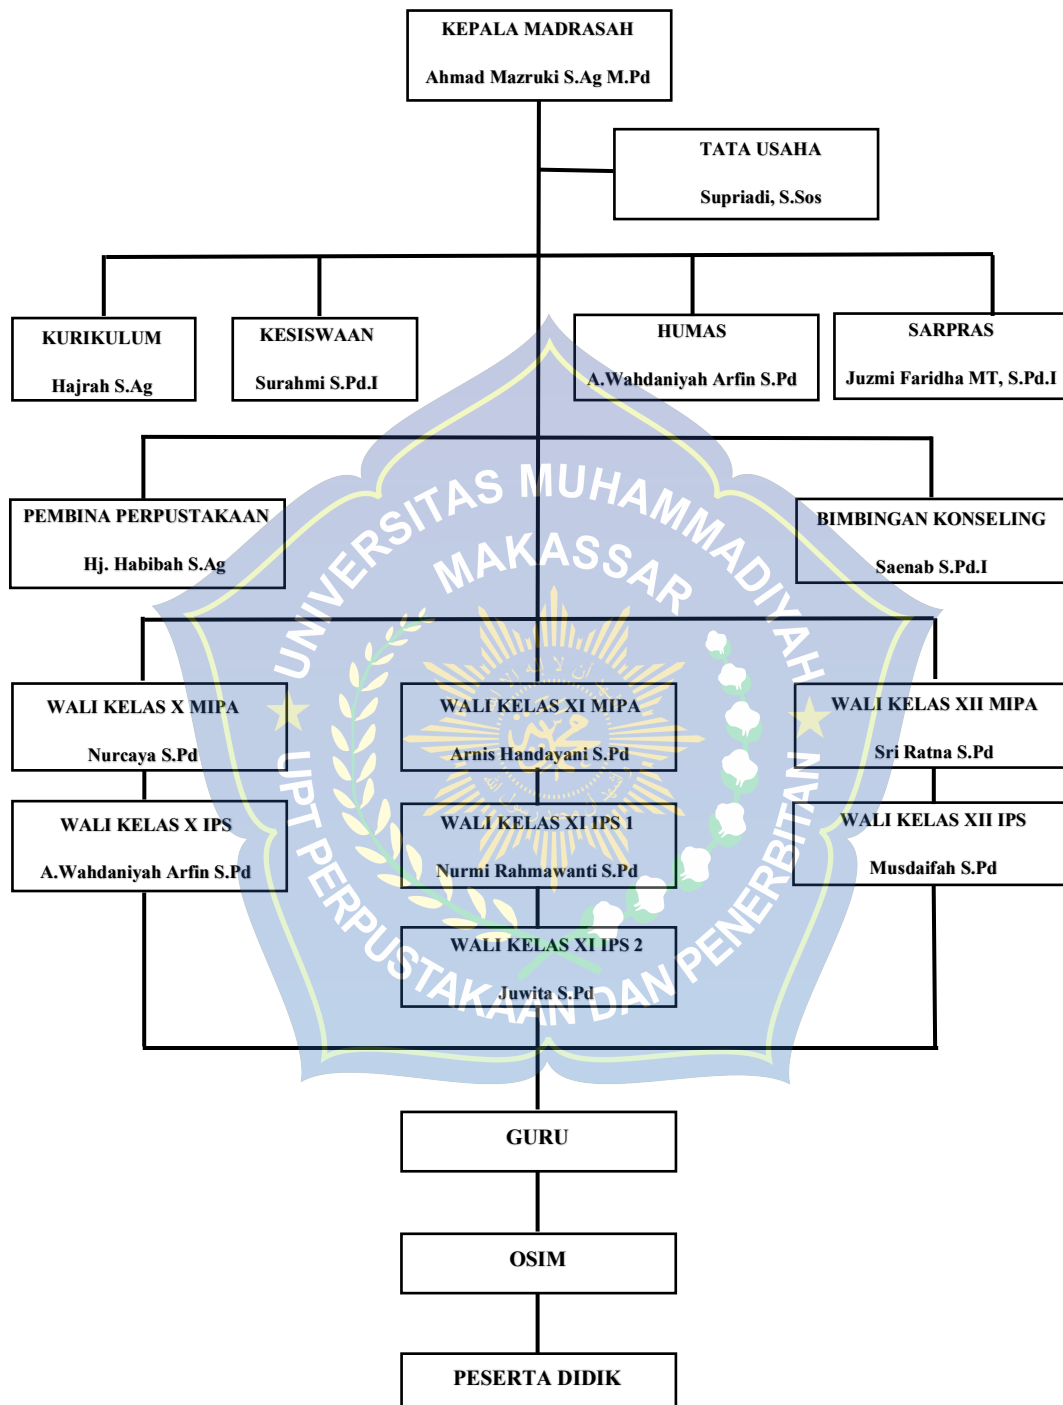 KEPALA MADRASAH
Ahmad Mazruki S.Ag M.Pd
TATA USAHA
Supriadi, S.Sos
KURIKULUM
Hajrah S.Ag
KESISWAAN
Surahmi S.Pd.I
HUMAS
A.Wahdaniyah Arfin S.Pd
SARPRAS
Juzmi Faridha MT, S.Pd.I
UNIVERSITAS MUHAMMADIYAH
MAKASSAR
PEMBINA PERPUSTAKAAN
Hj. Habibah S.Ag
BIMBINGAN KONSELING
Saenab S.Pd.I
WALI KELAS X MIPA
Nurcaya S.Pd
WALI KELAS XI MIPA
Arnis Handayani S.Pd
WALI KELAS XII MIPA
Sri Ratna S.Pd
WALI KELAS X IPS
A.Wahdaniyah Arfin S.Pd
WALI KELAS XI IPS 1
Nurmi Rahmawanti S.Pd
WALI KELAS XII IPS
Musdaifah S.Pd
WALI KELAS XI IPS 2
Juwita S.Pd
UPT PERPUSTAKAAN DAN PENERBITAN
GURU
OSIM
PESERTA DIDIK